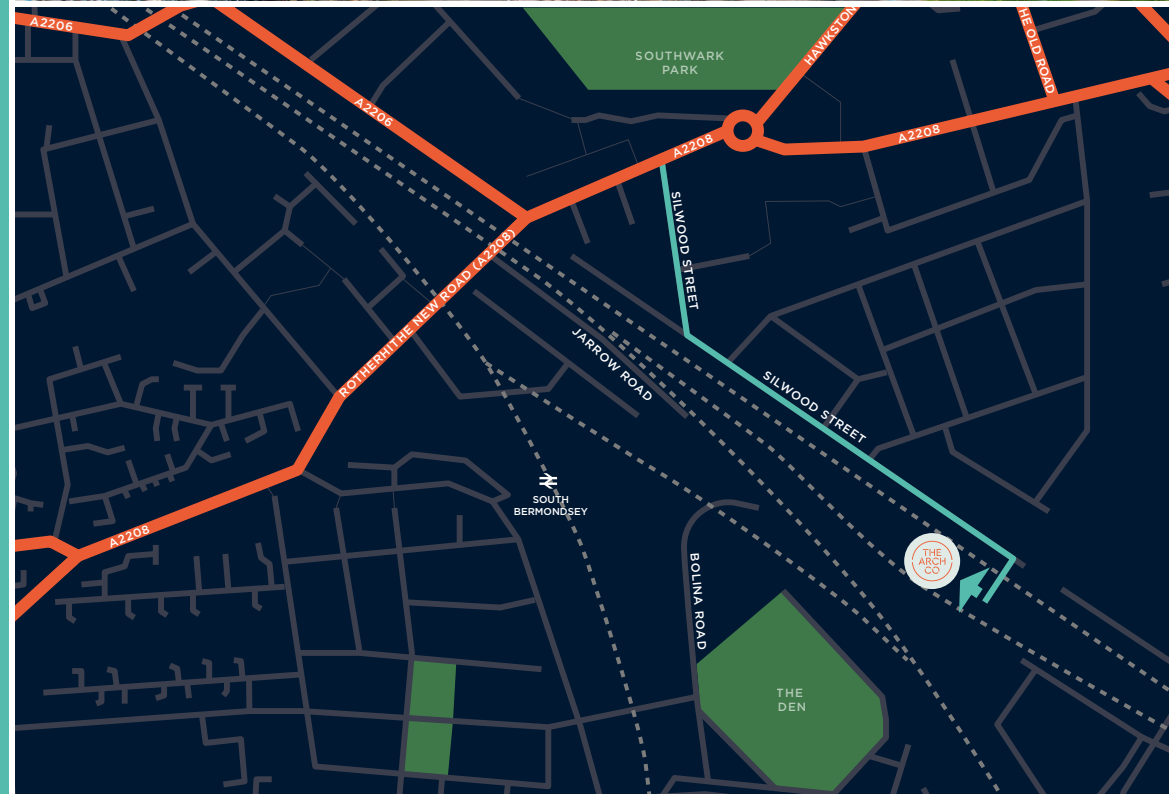 A2206
SOUTHWARK
PARK
HAWKSTON
HE OLD ROAD
A2206
A2208
A2208
SILWOOD STREET
ROTHERHITHE NEW ROAD (A2208)
JARROW ROAD
SILWOOD STREET
SOUTH
BERMONDSEY
A2208
BOLINA ROAD
THE
ARCH
CO
THE
DEN